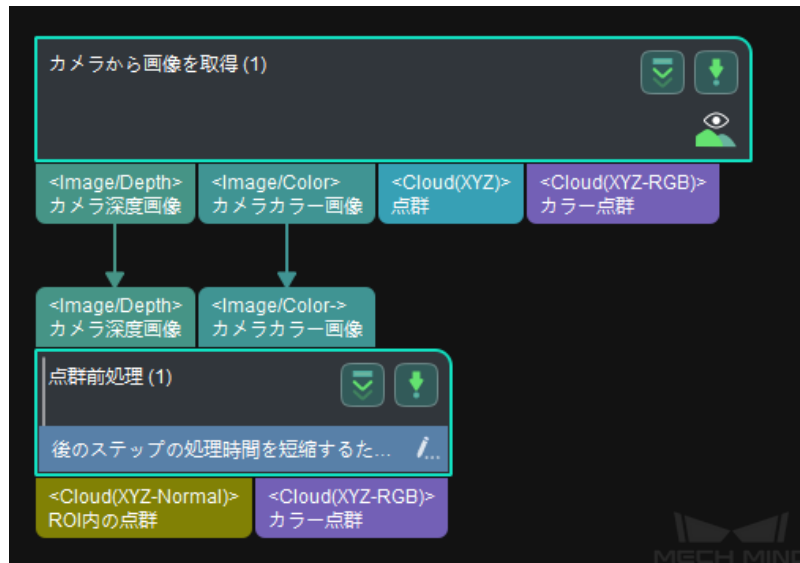 カメラから画像を取得 (1)
<Image/Depth>
カメラ深度画像
<Image/Color>
カメラカラー画像
<Cloud(XYZ)>
点群
<Cloud(XYZ-RGB)>
カラー点群
<Image/Depth>
カメラ深度画像
<Image/Color->
カメラカラー画像
点群前処理 (1)
後のステップの処理時間を短縮するた...
<Cloud(XYZ-Normal)>
ROI内の点群
<Cloud(XYZ-RGB)>
カラー点群
MECH MIND